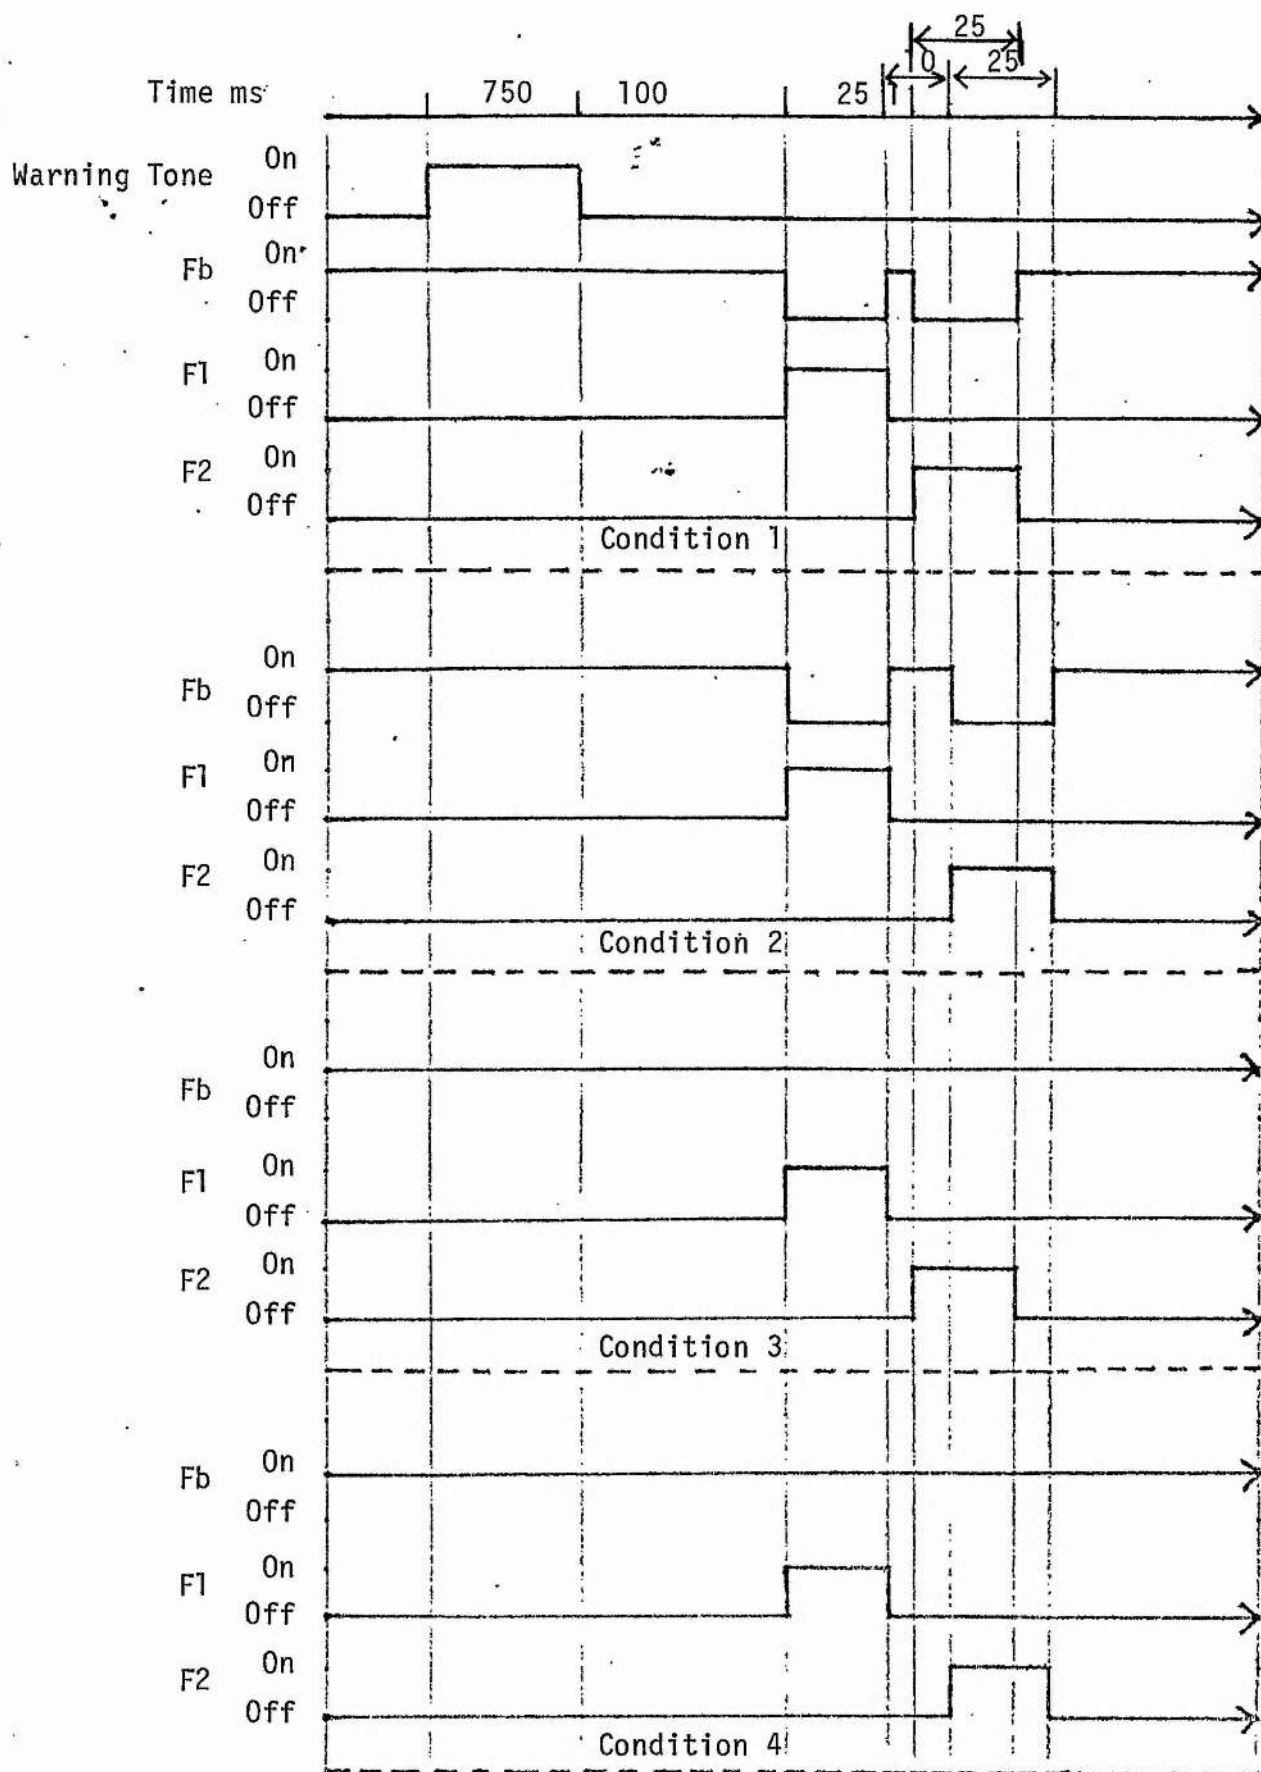 25
10 25
Time ms 750 100 25 1
On
Warning Tone
Off
On
Fb
Off
On
F1
Off
On
F2
Off
Condition 1
On
Fb
Off
On
F1
Off
On
F2
Off
Condition 2
On
Fb
Off
On
F1
Off
On
F2
Off
Condition 3
On
Fb
Off
On
F1
Off
On
F2
Off
Condition 4